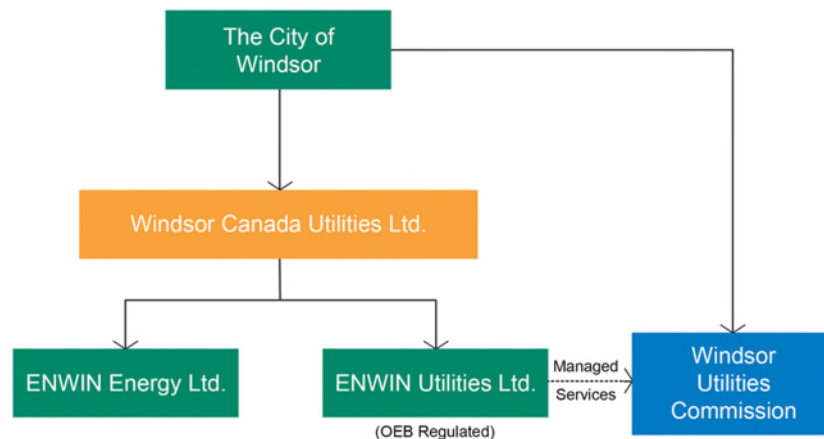 The City of
Windsor
Windsor Canada Utilities Ltd.
ENWIN Energy Ltd.
ENWIN Utilities Ltd.
(OEB Regulated)
Managed
Services
Windsor
Utilities
Commission